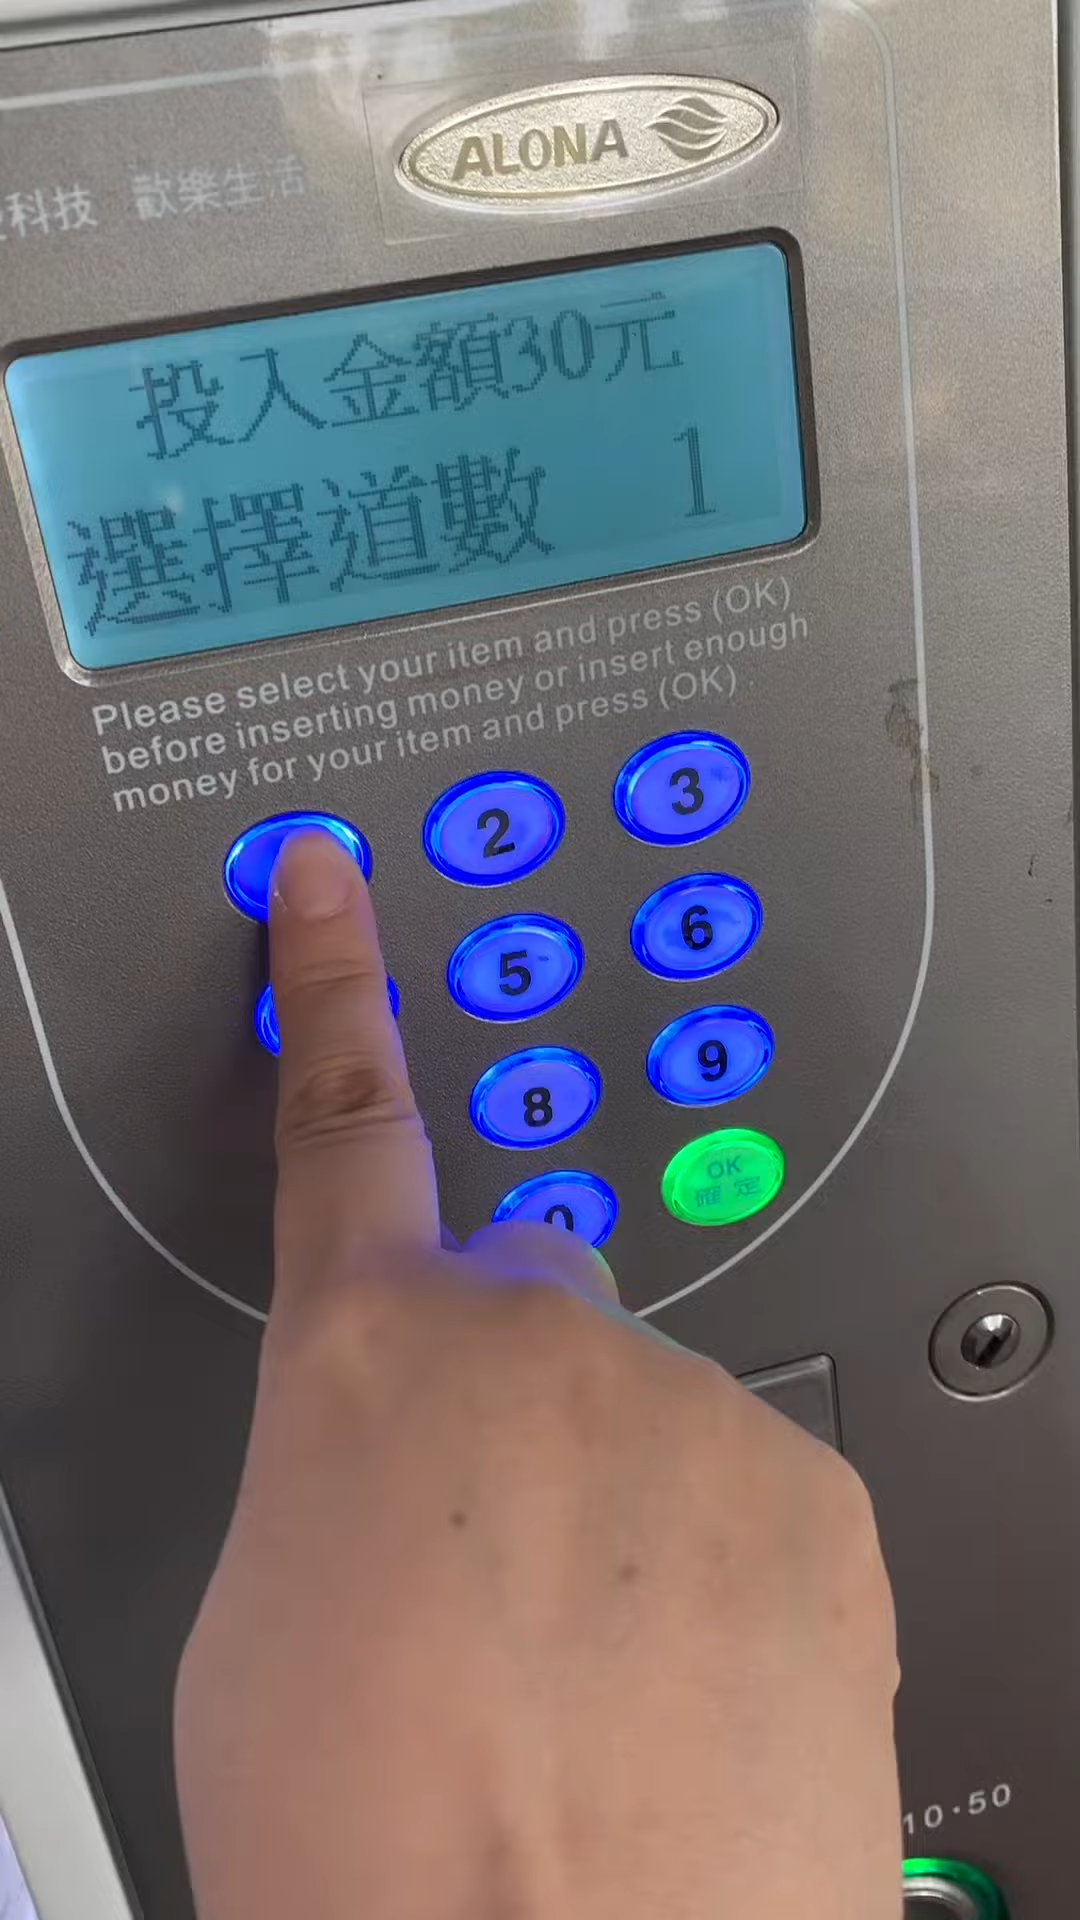 ALONA
科技 歡樂生活
投入金額30元
選擇道數 1
Please select your item and press (OK)
before inserting money or insert enough
money for your item and press (OK) .
2 3
5 6
8 9
0 OK
確定
10·50